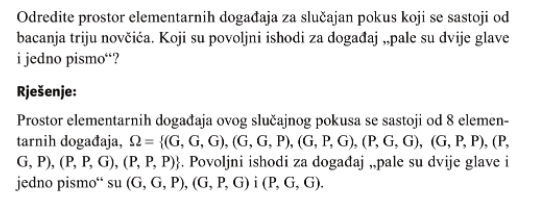 Odredite prostor elementarnih događaja za slučajan pokus koji se sastoji od
bacanja triju novčića. Koji su povoljni ishodi za događaj „pale su dvije glave
i jedno pismo“?
Rješenje:
Prostor elementarnih događaja ovog slučajnog pokusa se sastoji od 8 elemen-
tarnih događaja, Ω = {(G, G, G), (G, G, P), (G, P, G), (P, G, G), (G, P, P), (P,
G, P), (P, P, G), (P, P, P)}. Povoljni ishodi za događaj „pale su dvije glave i
jedno pismo“ su (G, G, P), (G, P, G) i (P, G, G).